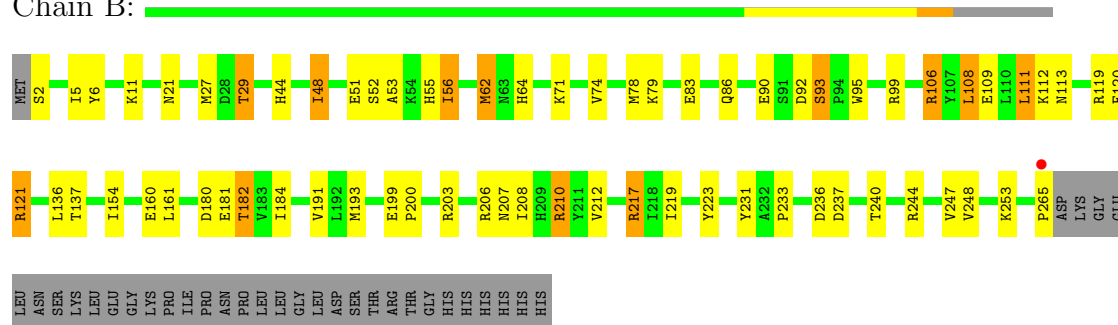 Chain B:
MET S2 I5 Y6 K11 N21 M27 D28 T29 H44 I48 E51 S52 A53 K54 H55 I56 M62 N63 H64 K71 V74 M78 K79 E83 Q86 E90 S91 D92 S93 P94 W95 R99 R106 Y107 L108 E109 L110 L111 K112 N113 R119 E120
R121 L136 T137 I154 E160 L161 D180 E181 T182 V183 I184 V191 L192 M193 E199 P200 R203 R206 N207 I208 H209 R210 Y211 V212 R217 I218 I219 Y223 Y231 A232 P233 D236 D237 T240 R244 V247 V248 K253 P265 ASP LYS GLY GLU
LEU ASN SER LYS LEU GLU GLY LYS PRO ILE PRO ASN PRO LEU LEU GLY LEU ASP SER THR ARG THR GLY HIS HIS HIS HIS HIS HIS